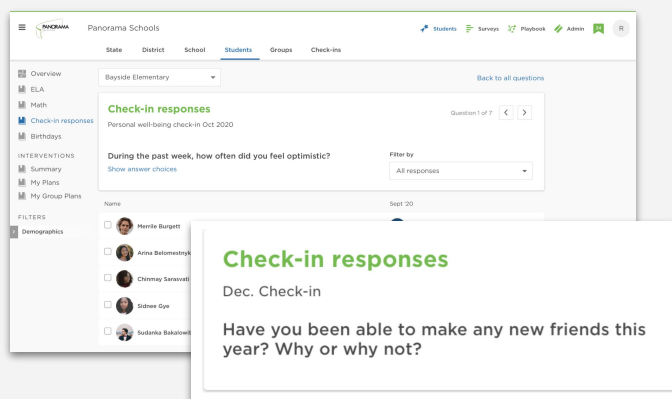 PANORAMA
Panorama Schools
Students
Surveys
Playbook
Admin
R
State
District
School
Students
Groups
Check-ins
Overview
ELA
Math
Check-in responses
Birthdays
INTERVENTIONS
Summary
My Plans
My Group Plans
FILTERS
Demographics
Bayside Elementary
Back to all questions
Check-in responses
Personal well-being check-in Oct 2020
Question 1 of 7
During the past week, how often did you feel optimistic?
Show answer choices
Filter by
All responses
Name
Sept '20
Merrile Burgett
Arina Belomestnyk
Chinmay Sarasvati
Sidnee Gye
Sudanka Bakalowit
Check-in responses
Dec. Check-in
Have you been able to make any new friends this
year? Why or why not?